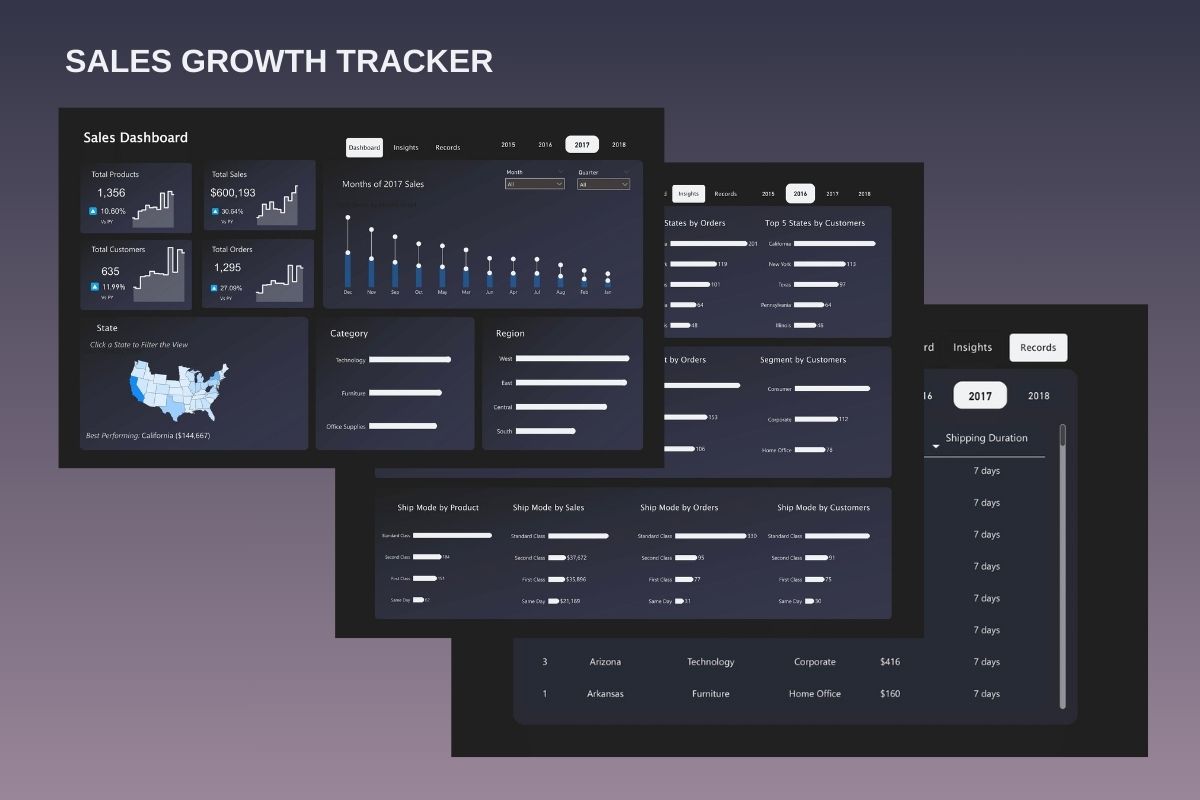 SALES GROWTH TRACKER
Sales Dashboard
Dashboard Insights Records
2015 2016 2017 2018
Total Products
1,356
10.60%
Vs PY
Total Sales
$600,193
30.64%
Vs PY
Total Customers
635
11.99%
Vs PY
Total Orders
1,295
27.09%
Vs PY
Months of 2017 Sales
Month
All
Quarter
All
Dec Nov Sep Oct May Mar Jun Apr Jul Aug Feb Jan
State
Click a State to Filter the View
Best Performing: California ($144,667)
Category
Technology
Furniture
Office Supplies
Region
West
East
Central
South
Insights Records
2015 2016 2017 2018
States by Orders
201
119
101
64
48
Top 5 States by Customers
California
New York 113
Texas 97
Pennsylvania 64
Illinois 46
t by Orders
153
106
Segment by Customers
Consumer
Corporate 112
Home Office 78
Ship Mode by Product
Standard Class
Second Class 184
First Class 151
Same Day 62
Ship Mode by Sales
Standard Class
Second Class $37,672
First Class $35,896
Same Day $21,169
Ship Mode by Orders
Standard Class 330
Second Class 95
First Class 77
Same Day 31
Ship Mode by Customers
Standard Class
Second Class 91
First Class 75
Same Day 30
rd Insights Records
16 2017 2018
Shipping Duration
7 days
7 days
7 days
7 days
7 days
7 days
3 Arizona Technology Corporate $416 7 days
1 Arkansas Furniture Home Office $160 7 days